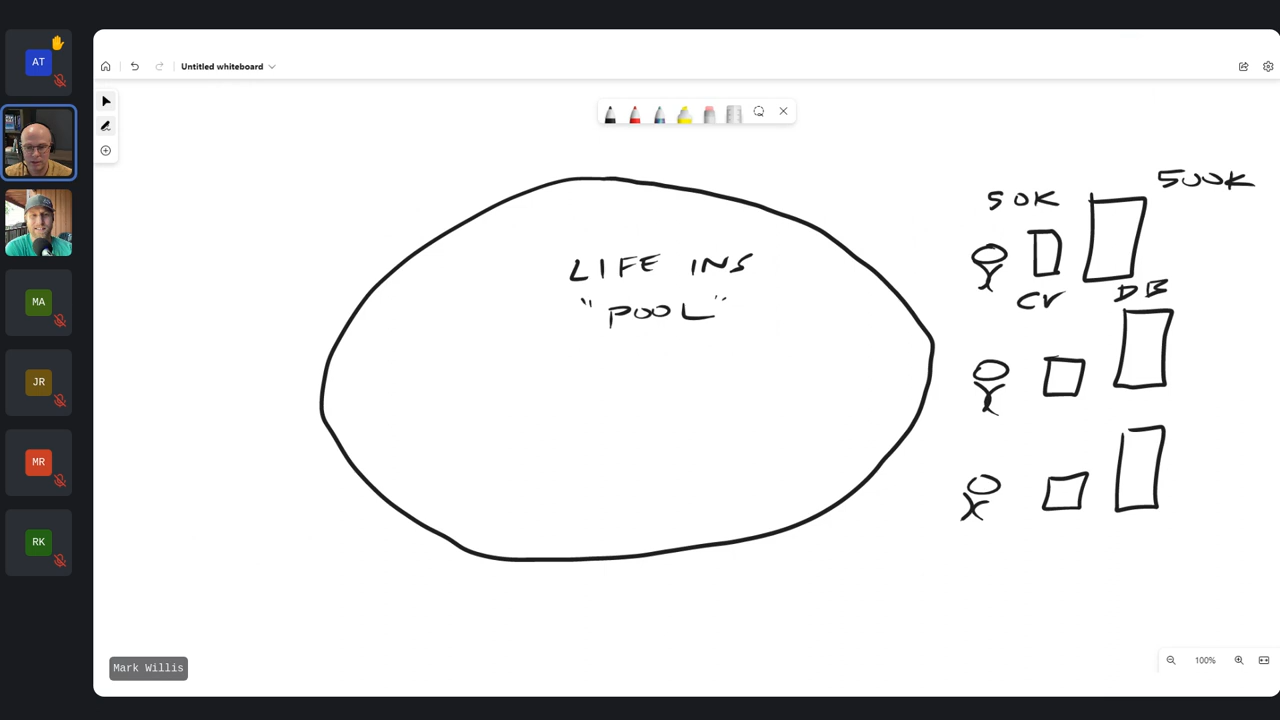 AT
Untitled whiteboard
500K
50K
LIFE INS
"POOL"
CV
DB
MA
JR
MR
RK
Mark Willis
100%